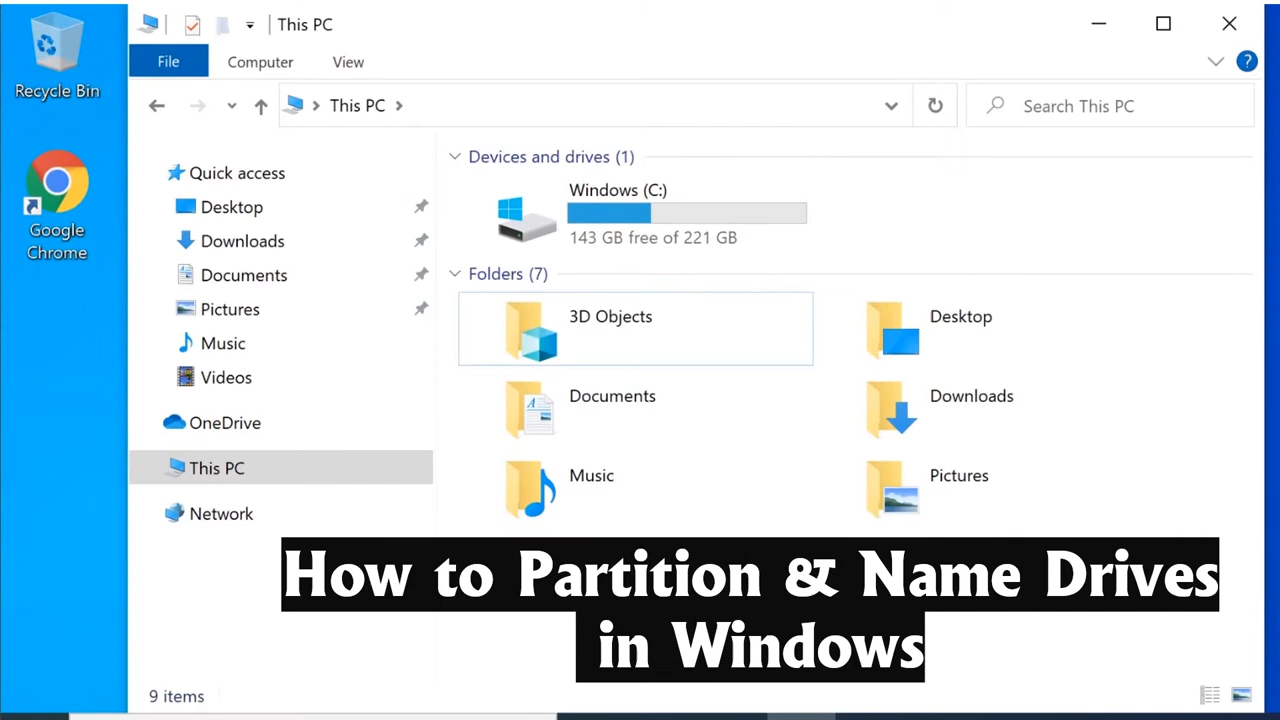 Recycle Bin
Google
Chrome
This PC
File
Computer
View
?
This PC
Search This PC
Quick access
Desktop
Downloads
Documents
Pictures
Music
Videos
OneDrive
This PC
Network
Devices and drives (1)
Windows (C:)
143 GB free of 221 GB
Folders (7)
3D Objects
Desktop
Documents
Downloads
Music
Pictures
How to Partition & Name Drives
in Windows
9 items